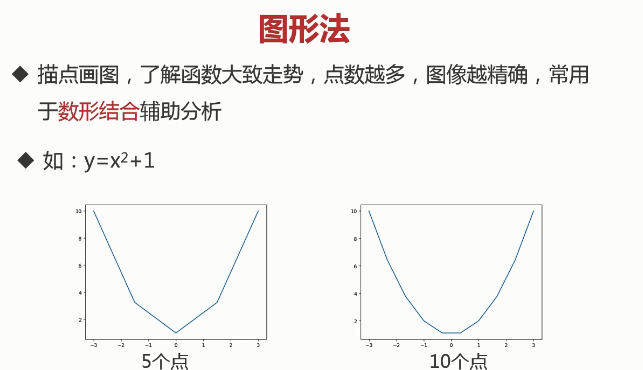 图形法
◆ 描点画图，了解函数大致走势，点数越多，图像越精确，常用
于数形结合辅助分析
◆ 如：y=x²+1
10
8
6
4
2
-3 -2 -1 0 1 2 3
5个点
10
8
6
4
2
-3 -2 -1 0 1 2 3
10个点